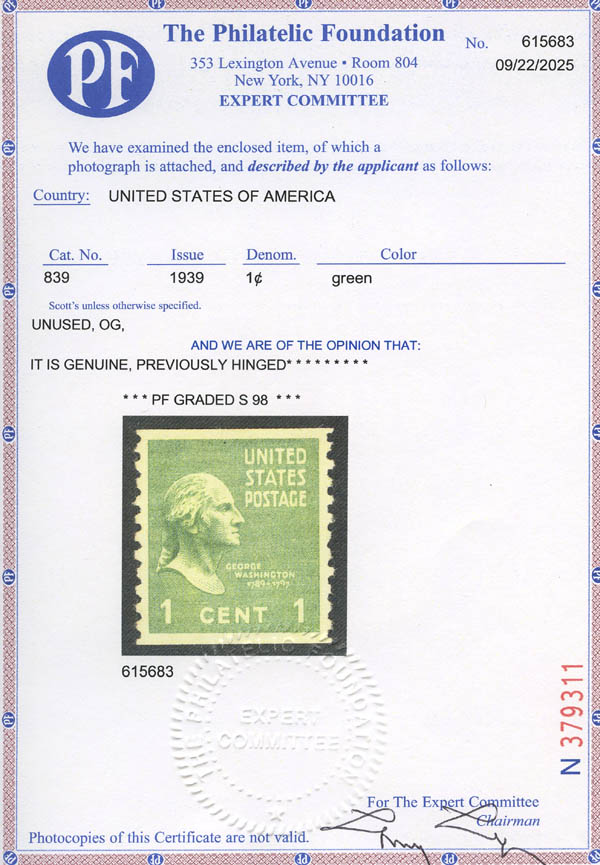 PF
The Philatelic Foundation
353 Lexington Avenue • Room 804
New York, NY 10016
EXPERT COMMITTEE
No. 615683
09/22/2025
We have examined the enclosed item, of which a
photograph is attached, and described by the applicant as follows:
Country: UNITED STATES OF AMERICA
Cat. No. Issue Denom. Color
839 1939 1¢ green
Scott's unless otherwise specified.
UNUSED, OG,
AND WE ARE OF THE OPINION THAT:
IT IS GENUINE, PREVIOUSLY HINGED* * * * * * * * *
* * * PF GRADED S 98 * * *
UNITED
STATES
POSTAGE
GEORGE
WASHINGTON
1789-1797
1 CENT 1
615683
THE PHILATELIC FOUNDATION
EXPERT
COMMITTEE
N 379311
For The Expert Committee
Chairman
Photocopies of this Certificate are not valid.